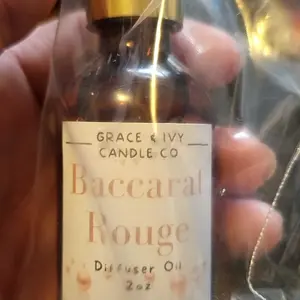 GRACE & IVY
CANDLE CO
Baccarat
Rouge
Diffuser Oil
2oz